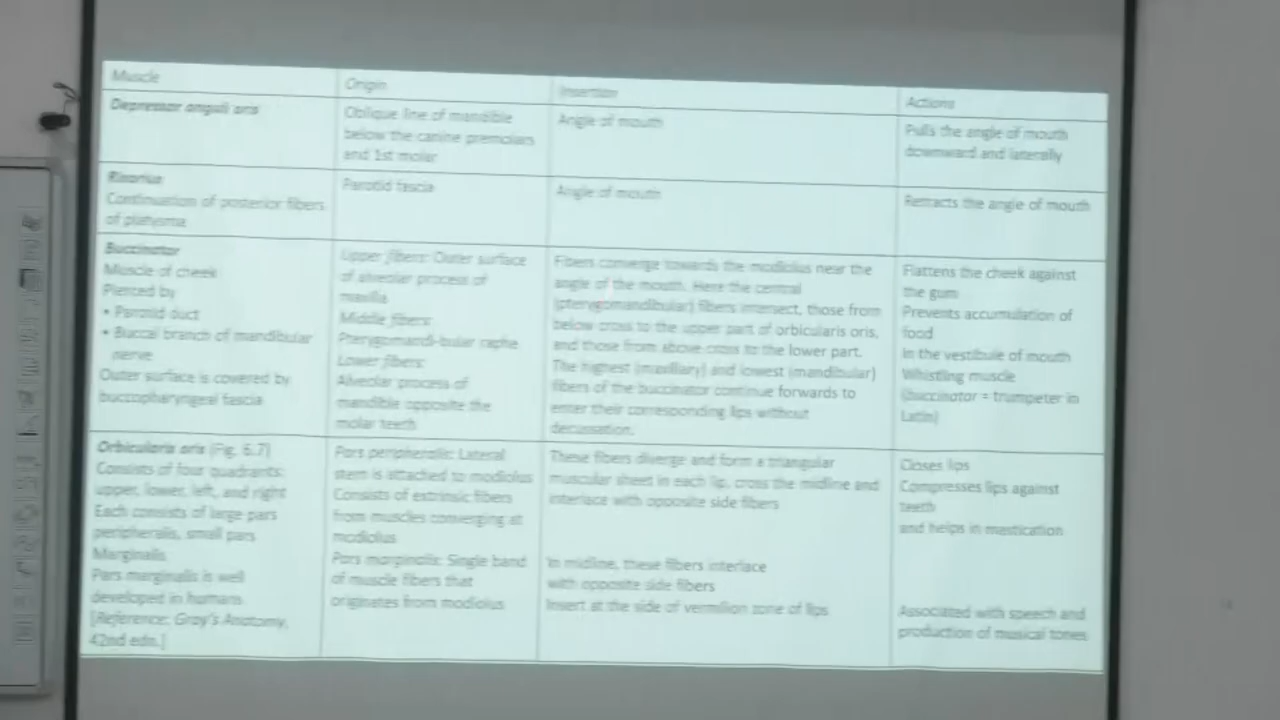 Muscle
Origin
Insertion
Actions
Depressor anguli oris
Oblique line of mandible
below the canine premolars
and 1st molar
Angle of mouth
Pulls the angle of mouth
downward and laterally
Risorius
Continuation of posterior fibers
of platysma
Parotid fascia
Angle of mouth
Retracts the angle of mouth
Buccinator
Muscle of cheek
Pierced by
• Parotid duct
• Buccal branch of mandibular
nerve
Outer surface is covered by
buccopharyngeal fascia
Upper fibers: Outer surface
of alveolar process of
maxilla
Middle fibers:
Pterygomandi-bular raphe
Lower fibers:
Alveolar process of
mandible opposite the
molar teeth
Fibers converge towards the modiolus near the
angle of the mouth. Here the central
(pterygomandibular) fibers intersect, those from
below cross to the upper part of orbicularis oris,
and those from above cross to the lower part.
The highest (maxillary) and lowest (mandibular)
fibers of the buccinator continue forwards to
enter their corresponding lips without
decussation.
Flattens the cheek against
the gum
Prevents accumulation of
food
In the vestibule of mouth
Whistling muscle
(buccinator = trumpeter in
Latin)
Orbicularis oris (Fig. 6.7)
Consists of four quadrants:
upper, lower, left, and right
Each consists of large pars
peripheralis, small pars
Marginalis.
Pars marginalis is well
developed in humans
[Reference: Gray's Anatomy,
42nd edn.]
Pars peripheralis: Lateral
stem is attached to modiolus
Consists of extrinsic fibers
from muscles converging at
modiolus
Pars marginalis: Single band
of muscle fibers that
originates from modiolus
These fibers diverge and form a triangular
muscular sheet in each lip, cross the midline and
interlace with opposite side fibers
In midline, these fibers interlace
with opposite side fibers
Insert at the side of vermilion zone of lips
Closes lips
Compresses lips against
teeth
and helps in mastication
Associated with speech and
production of musical tones